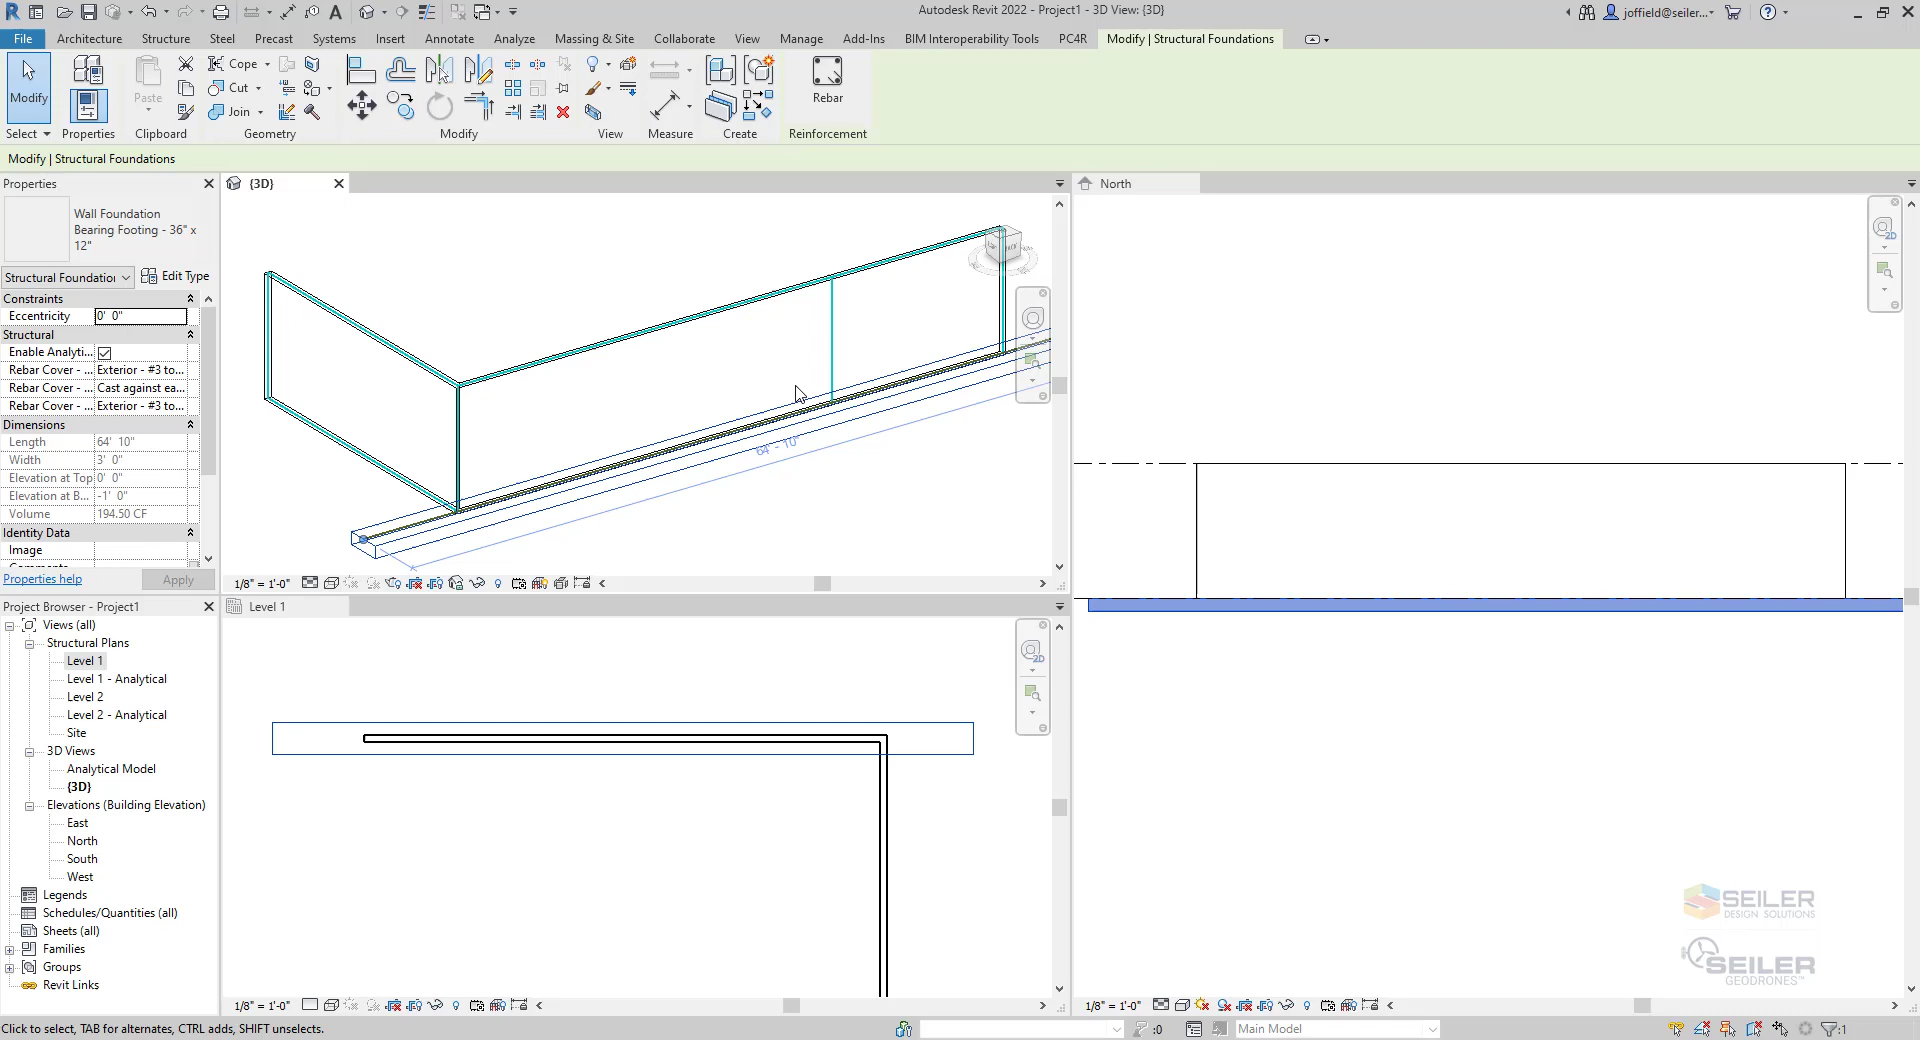 Autodesk Revit 2022 - Project1 - 3D View: {3D}
joffield@seiler...
File Architecture Structure Steel Precast Systems Insert Annotate Analyze Massing & Site Collaborate View Manage Add-Ins BIM Interoperability Tools PC4R Modify | Structural Foundations
Modify
Paste
Cope
Cut
Join
Rebar
Select Properties Clipboard Geometry Modify View Measure Create Reinforcement
Modify | Structural Foundations
Properties
Wall Foundation
Bearing Footing - 36" x
12"
Structural Foundation
Edit Type
Constraints
Eccentricity 0' 0"
Structural
Enable Analyti...
Rebar Cover - ... Exterior - #3 to...
Rebar Cover - ... Cast against ea...
Rebar Cover - ... Exterior - #3 to...
Dimensions
Length 64' 10"
Width 3' 0"
Elevation at Top 0' 0"
Elevation at B... -1' 0"
Volume 194.50 CF
Identity Data
Image
Comments
Properties help
Apply
{3D}
64' - 10"
1/8" = 1'-0"
North
Project Browser - Project1
Views (all)
Structural Plans
Level 1
Level 1 - Analytical
Level 2
Level 2 - Analytical
Site
3D Views
Analytical Model
{3D}
Elevations (Building Elevation)
East
North
South
West
Legends
Schedules/Quantities (all)
Sheets (all)
Families
Groups
Revit Links
Level 1
2D
1/8" = 1'-0"
2D
SEILER
DESIGN SOLUTIONS
SEILER
GEODRONES™
1/8" = 1'-0"
Click to select, TAB for alternates, CTRL adds, SHIFT unselects.
:0
Main Model
:1